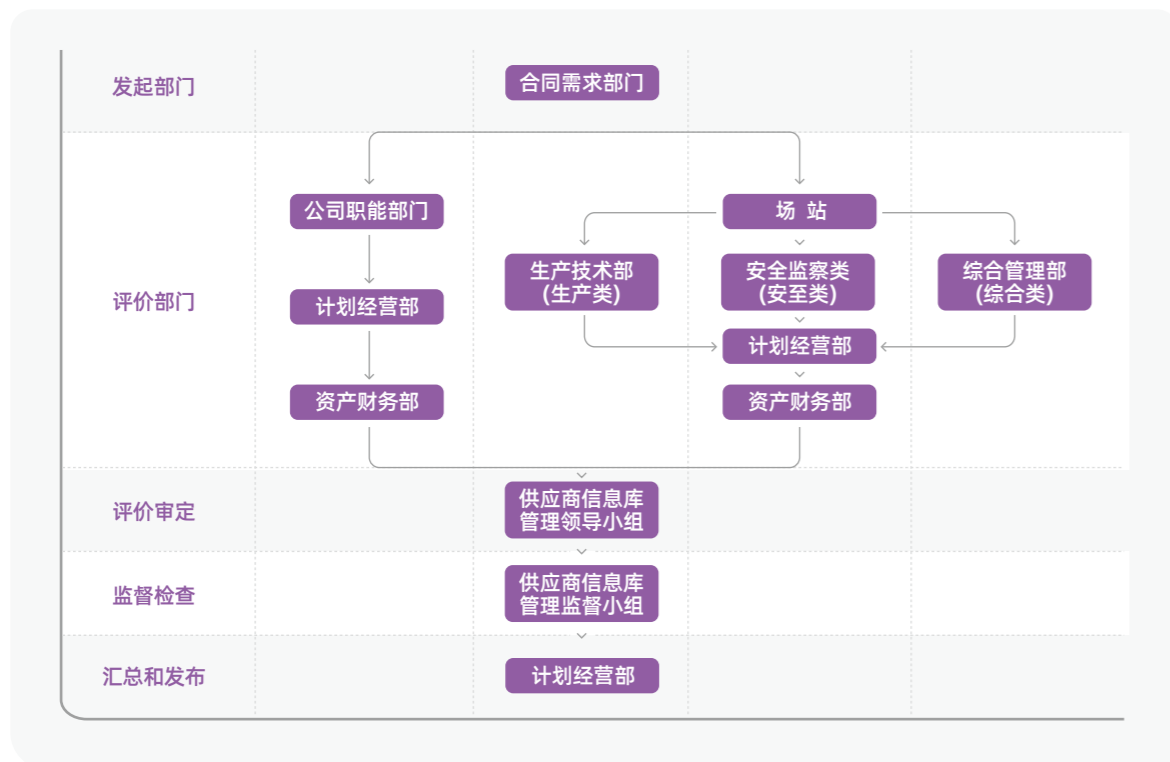 发起部门
合同需求部门
评价部门
公司职能部门
场 站
生产技术部
(生产类)
安全监察类
(安至类)
综合管理部
(综合类)
计划经营部
计划经营部
资产财务部
资产财务部
评价审定
供应商信息库
管理领导小组
监督检查
供应商信息库
管理监督小组
汇总和发布
计划经营部